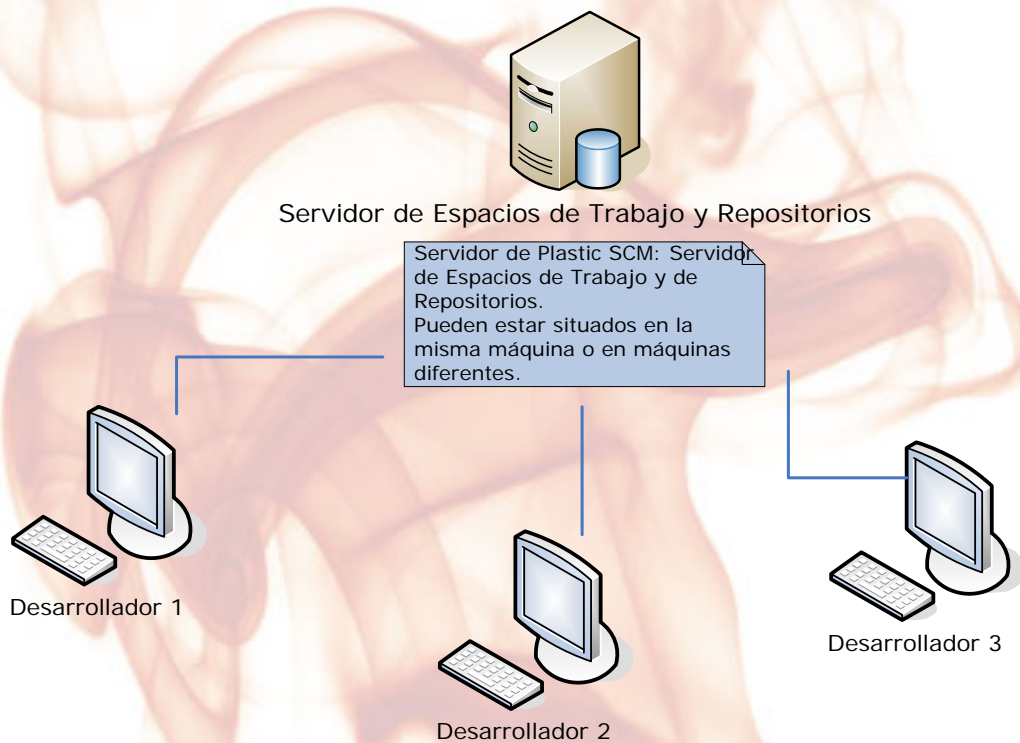 Servidor de Espacios de Trabajo y Repositorios
Servidor de Plastic SCM: Servidor
de Espacios de Trabajo y de
Repositorios.
Pueden estar situados en la
misma máquina o en máquinas
diferentes.
Desarrollador 1
Desarrollador 2
Desarrollador 3